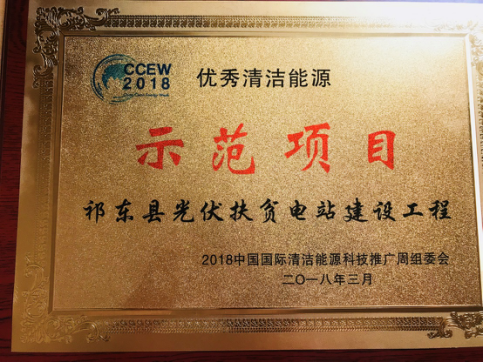 CCEW
2018
优秀清洁能源
示范项目
祁东县光伏扶贫电站建设工程
2018中国国际清洁能源科技推广周组委会
二〇一八年三月